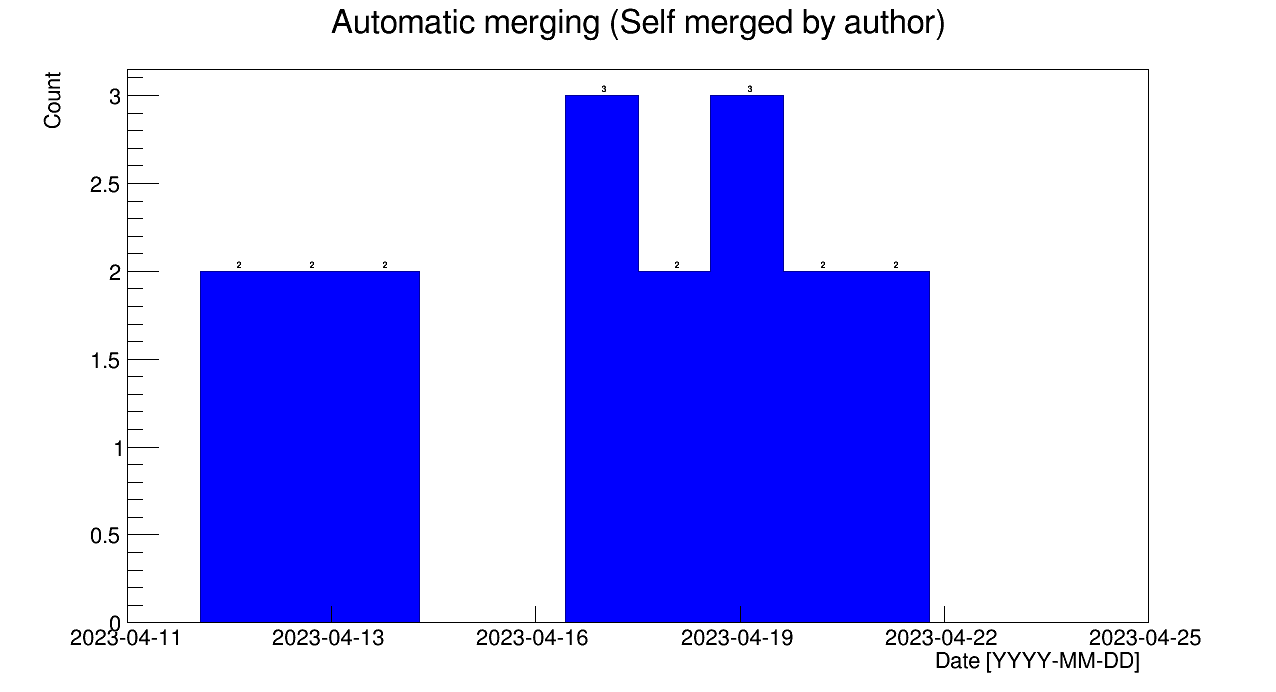 Automatic merging (Self merged by author)
Count
3
2.5
2
1.5
1
0.5
0
2 2 2 3 2 3 2 2
2023-04-11 2023-04-13 2023-04-16 2023-04-19 2023-04-22 2023-04-25
Date [YYYY-MM-DD]